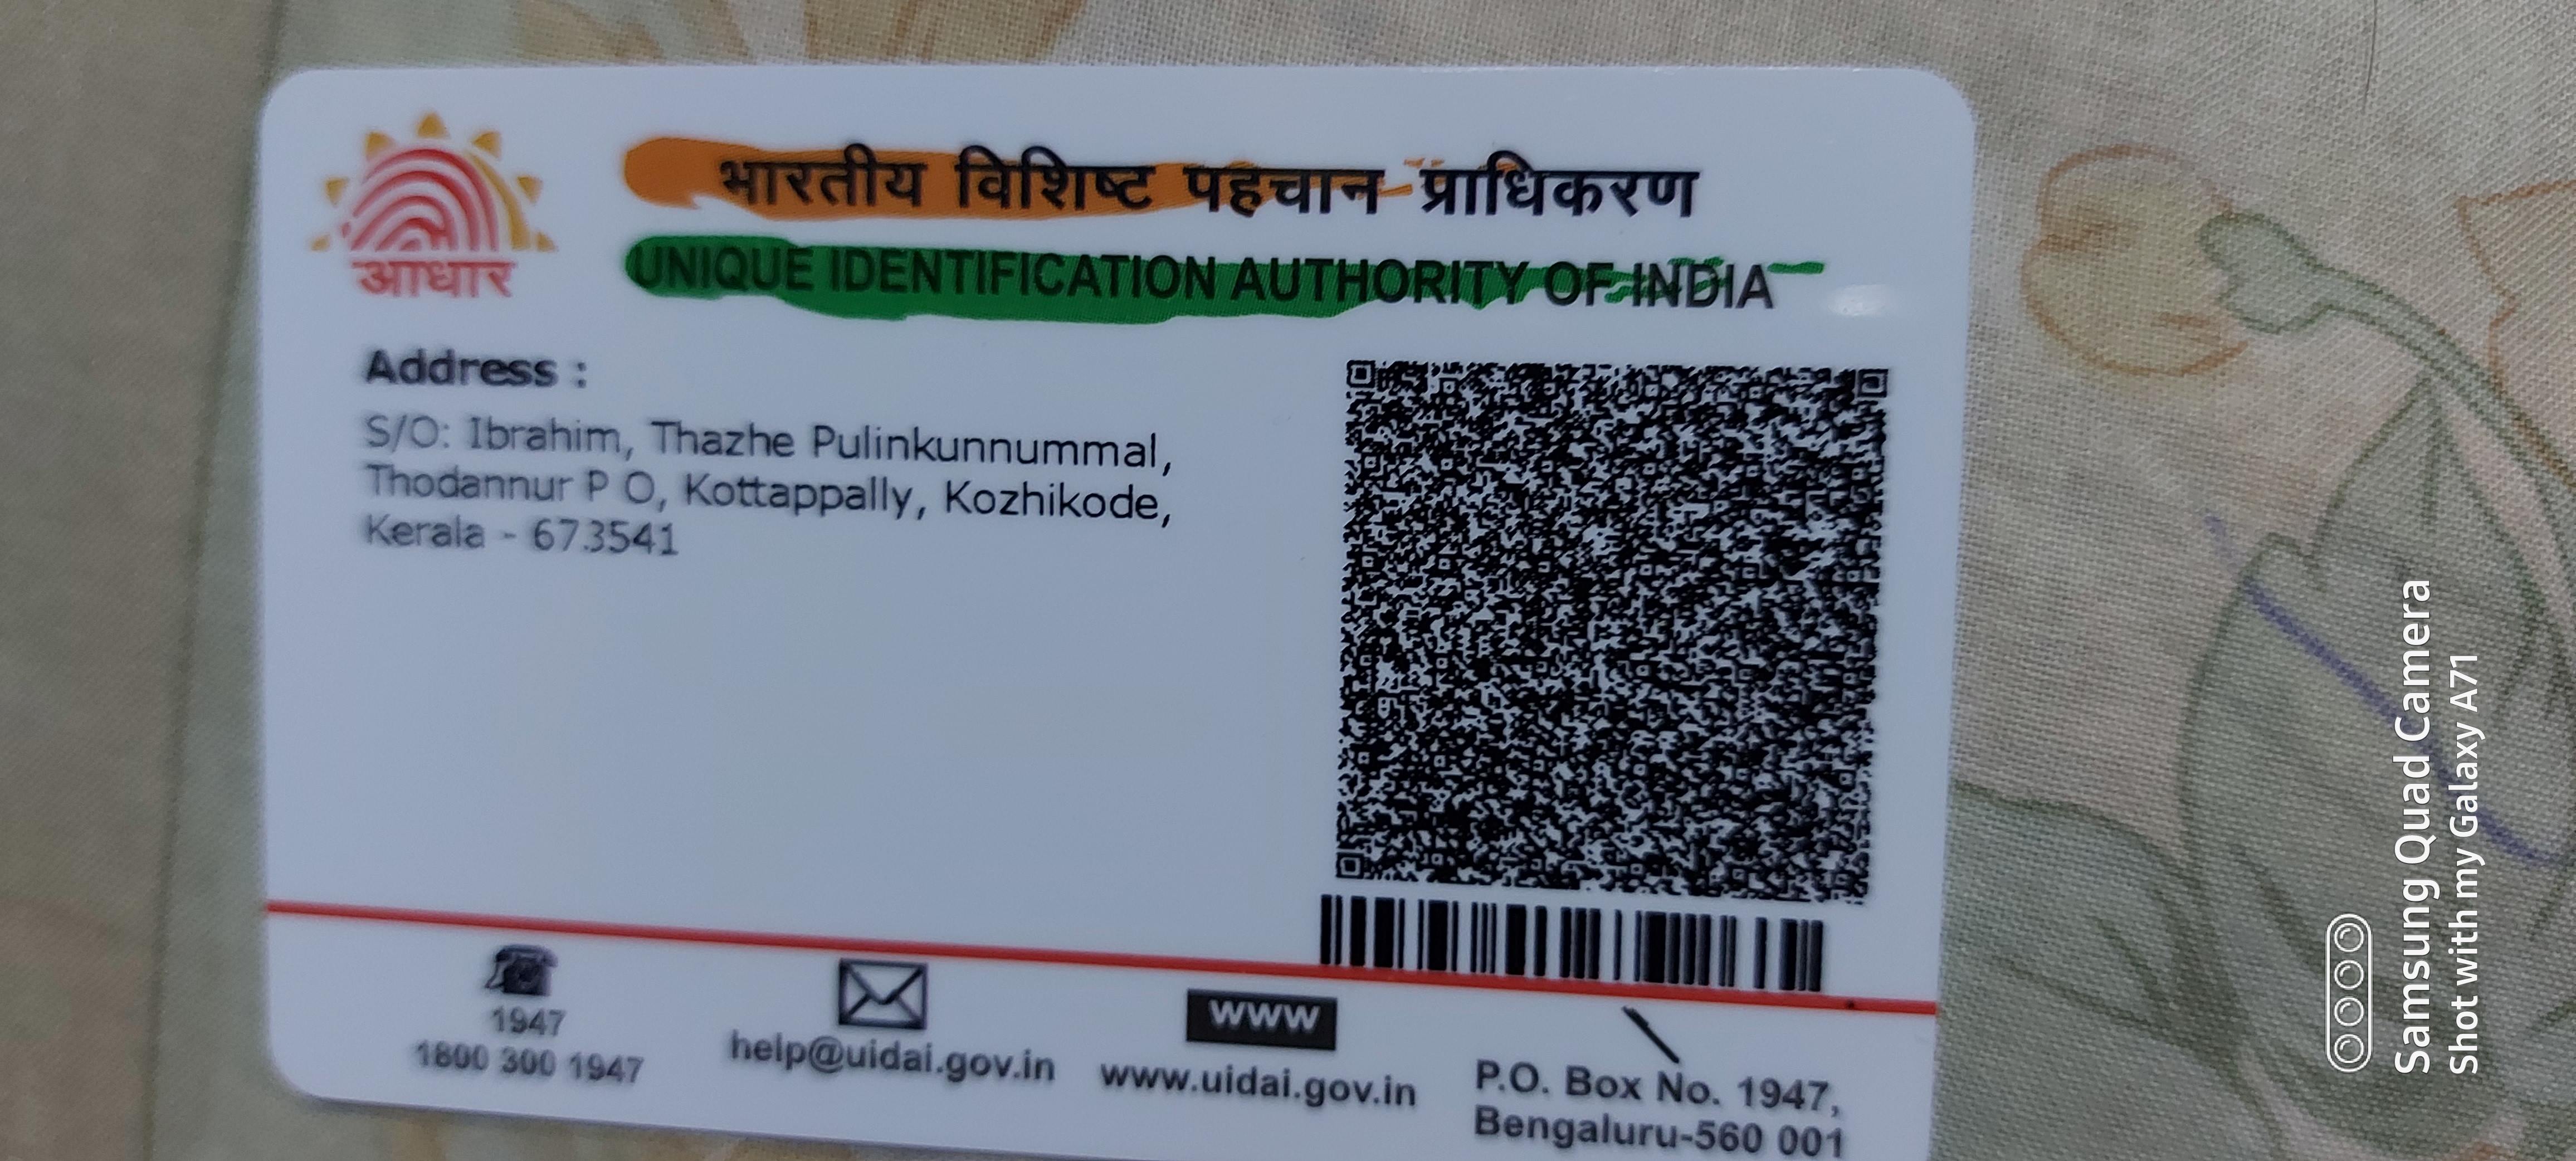 आधार
भारतीय विशिष्ट पहचान प्राधिकरण
UNIQUE IDENTIFICATION AUTHORITY OF INDIA
Address :
S/O: Ibrahim, Thazhe Pulinkunnummal,
Thodannur P O, Kottappally, Kozhikode,
Kerala - 673541
1947
1800 300 1947
help@uidai.gov.in
www
www.uidai.gov.in
P.O. Box No. 1947,
Bengaluru-560 001
Samsung Quad Camera
Shot with my Galaxy A71